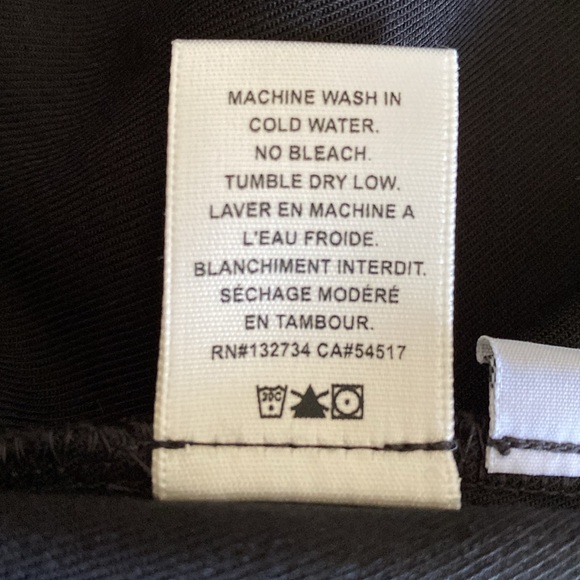 MACHINE WASH IN
COLD WATER.
NO BLEACH.
TUMBLE DRY LOW.
LAVER EN MACHINE A
L'EAU FROIDE.
BLANCHIMENT INTERDIT.
SÉCHAGE MODÉRÉ
EN TAMBOUR.
RN#132734 CA#54517
30C